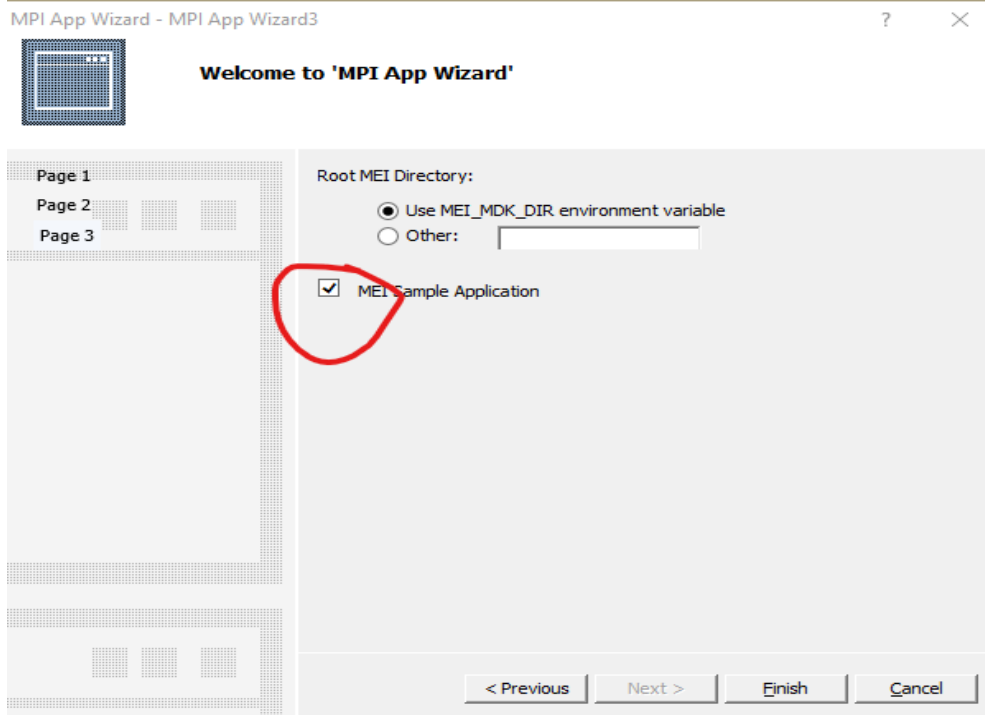 MPI App Wizard - MPI App Wizard3
?
Welcome to 'MPI App Wizard'
Page 1
Page 2
Page 3
Root MEI Directory:
Use MEI_MDK_DIR environment variable
Other:
MEI Sample Application
< Previous
Next >
Finish
Cancel